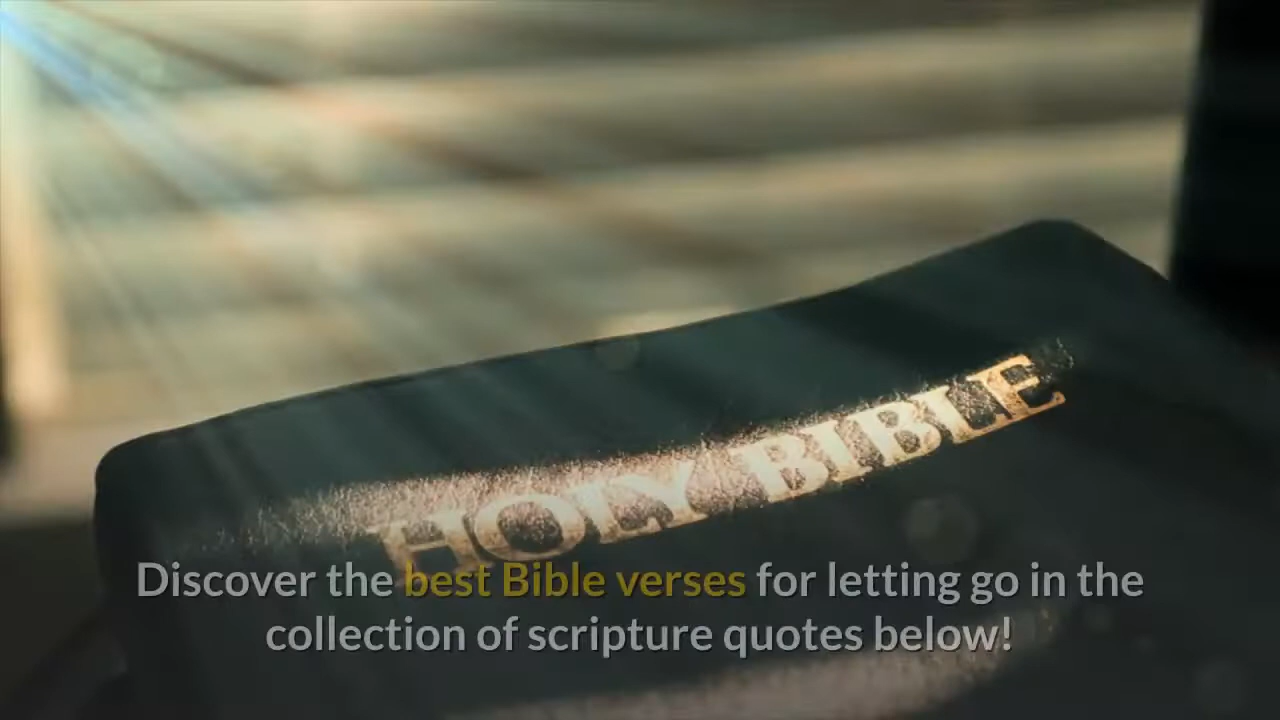 HOLY BIBLE
Discover the best Bible verses for letting go in the
collection of scripture quotes below!